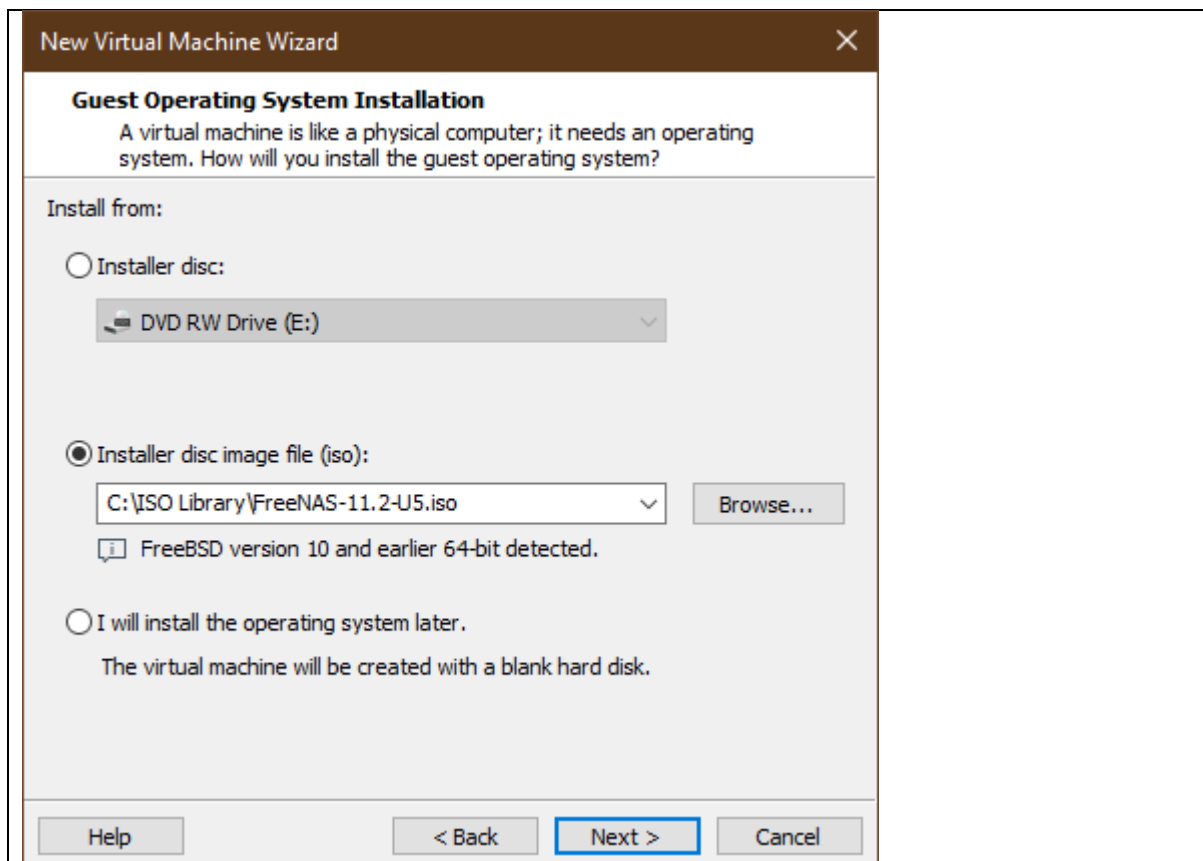 New Virtual Machine Wizard
Guest Operating System Installation
A virtual machine is like a physical computer; it needs an operating
system. How will you install the guest operating system?
Install from:
Installer disc:
DVD RW Drive (E:)
Installer disc image file (iso):
C:\ISO Library\FreeNAS-11.2-U5.iso
Browse...
FreeBSD version 10 and earlier 64-bit detected.
I will install the operating system later.
The virtual machine will be created with a blank hard disk.
Help
< Back
Next >
Cancel